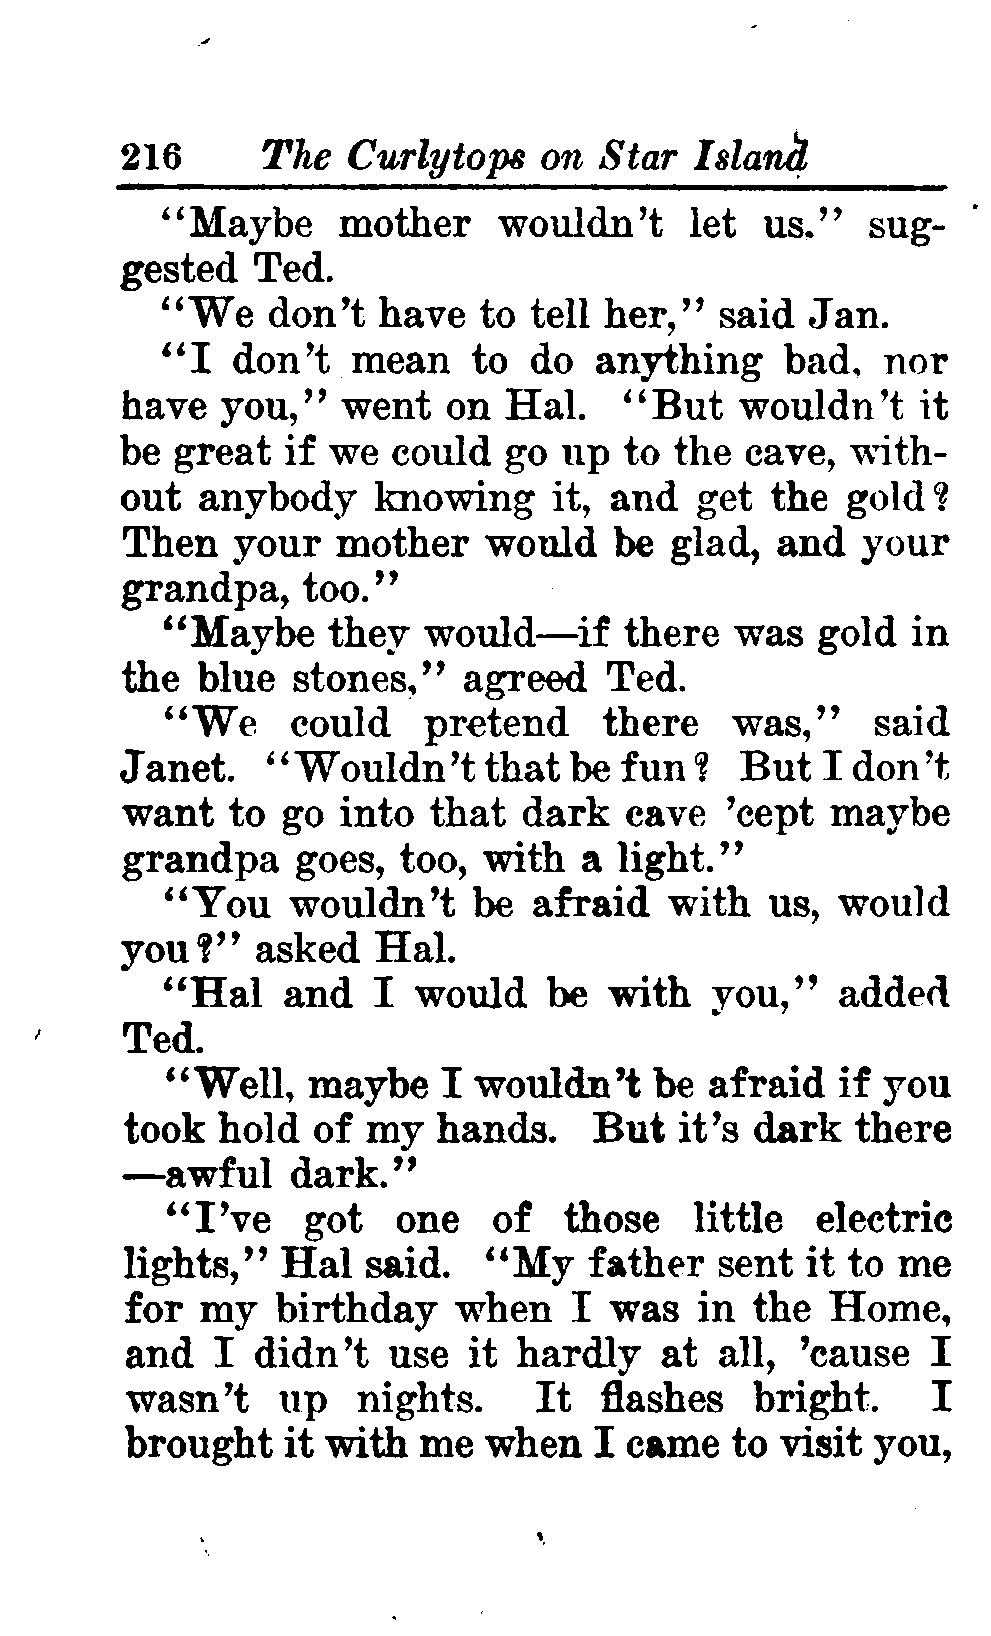 216 The Curlytops on Star Island
“Maybe mother wouldn’t let us.” sug-
gested Ted.
“We don’t have to tell her,” said Jan.
“I don’t mean to do anything bad, nor
have you,” went on Hal. “But wouldn’t it
be great if we could go up to the cave, with-
out anybody knowing it, and get the gold?
Then your mother would be glad, and your
grandpa, too.”
“Maybe they would—if there was gold in
the blue stones,” agreed Ted.
“We could pretend there was,” said
Janet. “Wouldn’t that be fun? But I don’t
want to go into that dark cave ’cept maybe
grandpa goes, too, with a light.”
“You wouldn’t be afraid with us, would
you?” asked Hal.
“Hal and I would be with you,” added
Ted.
“Well, maybe I wouldn’t be afraid if you
took hold of my hands. But it’s dark there
—awful dark.”
“I’ve got one of those little electric
lights,” Hal said. “My father sent it to me
for my birthday when I was in the Home,
and I didn’t use it hardly at all, ’cause I
wasn’t up nights. It flashes bright. I
brought it with me when I came to visit you,